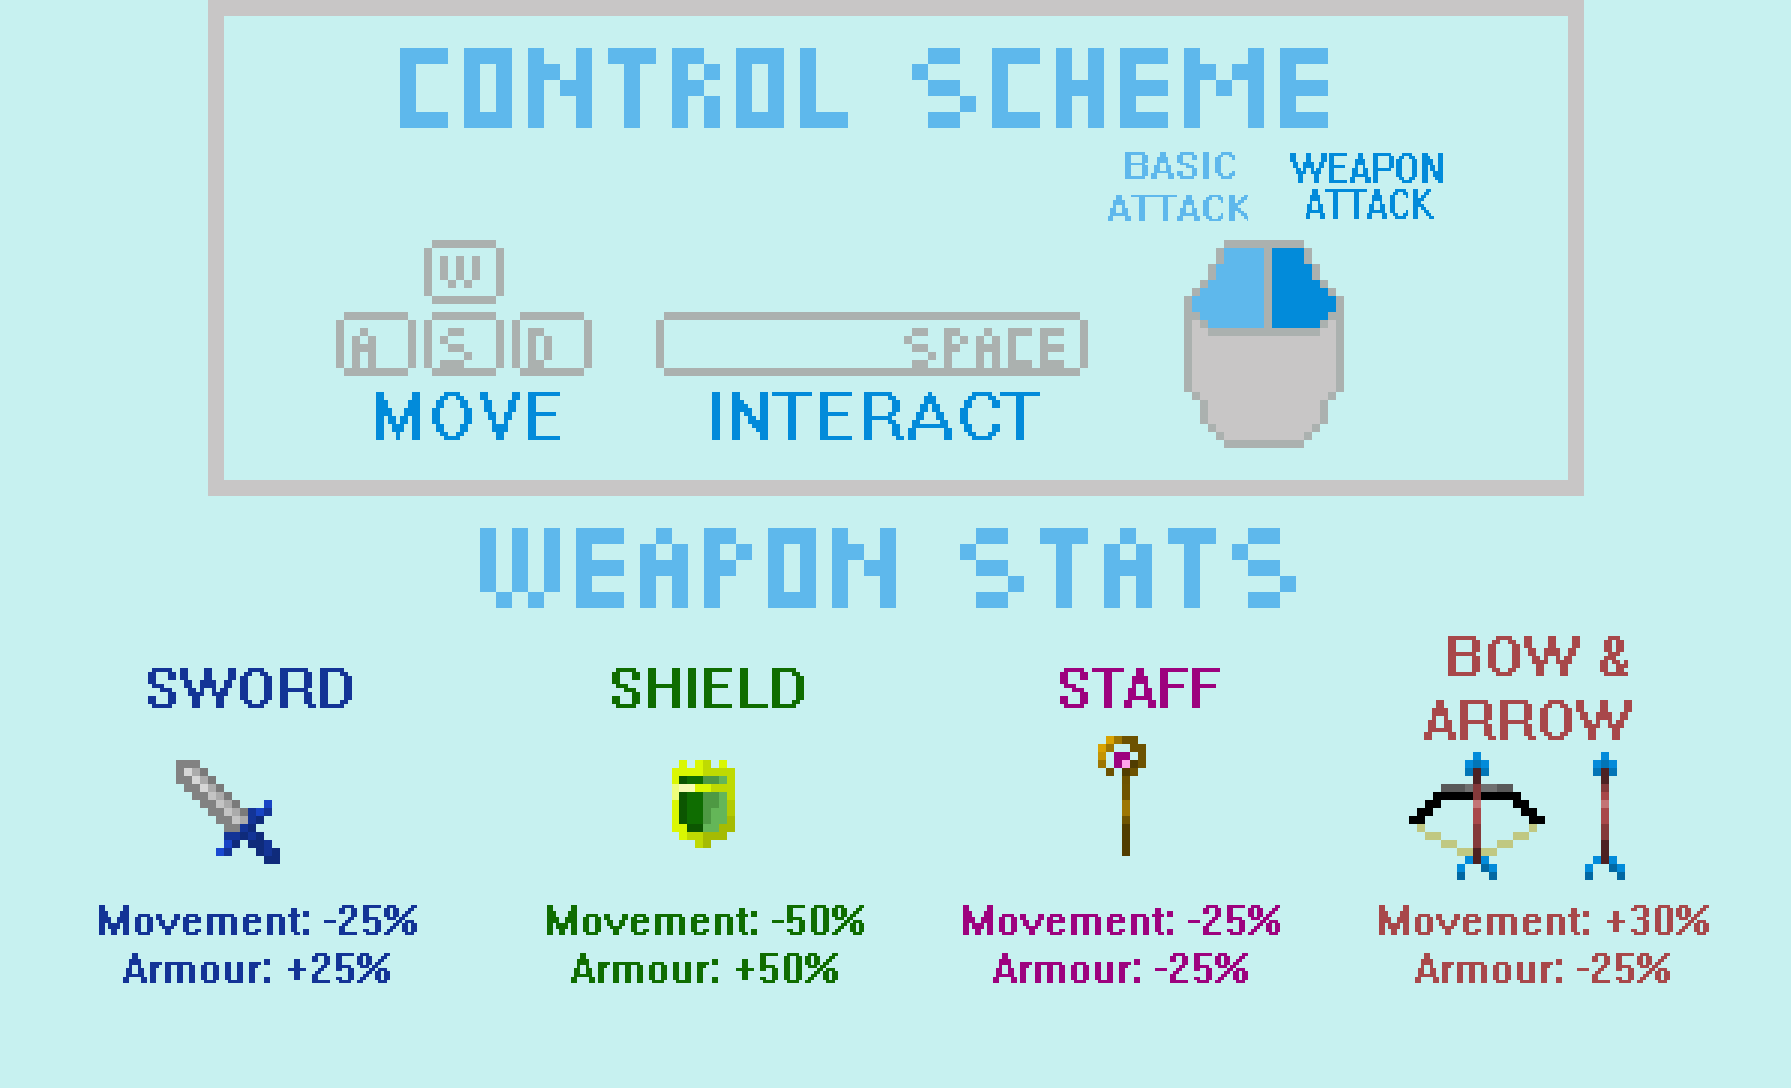 CONTROL SCHEME
BASIC
ATTACK
WEAPON
ATTACK
W
A S D
SPACE
MOVE
INTERACT
WEAPON STATS
SWORD
Movement: -25%
Armour: +25%
SHIELD
Movement: -50%
Armour: +50%
STAFF
Movement: -25%
Armour: -25%
BOW &
ARROW
Movement: +30%
Armour: -25%